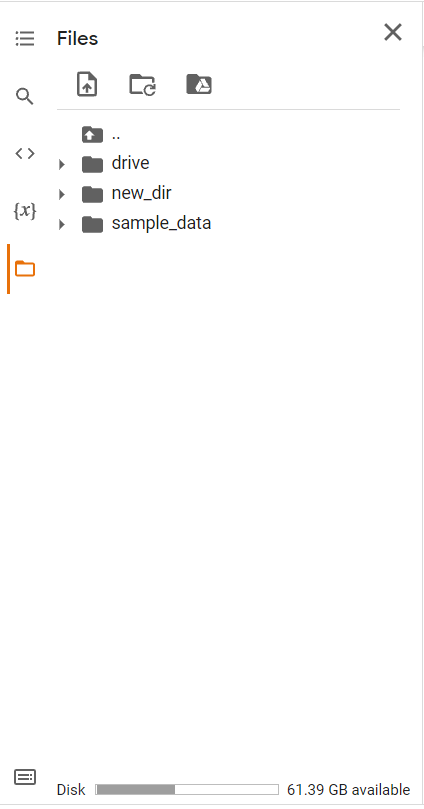 Files
..
drive
new_dir
{x}
sample_data
Disk 61.39 GB available